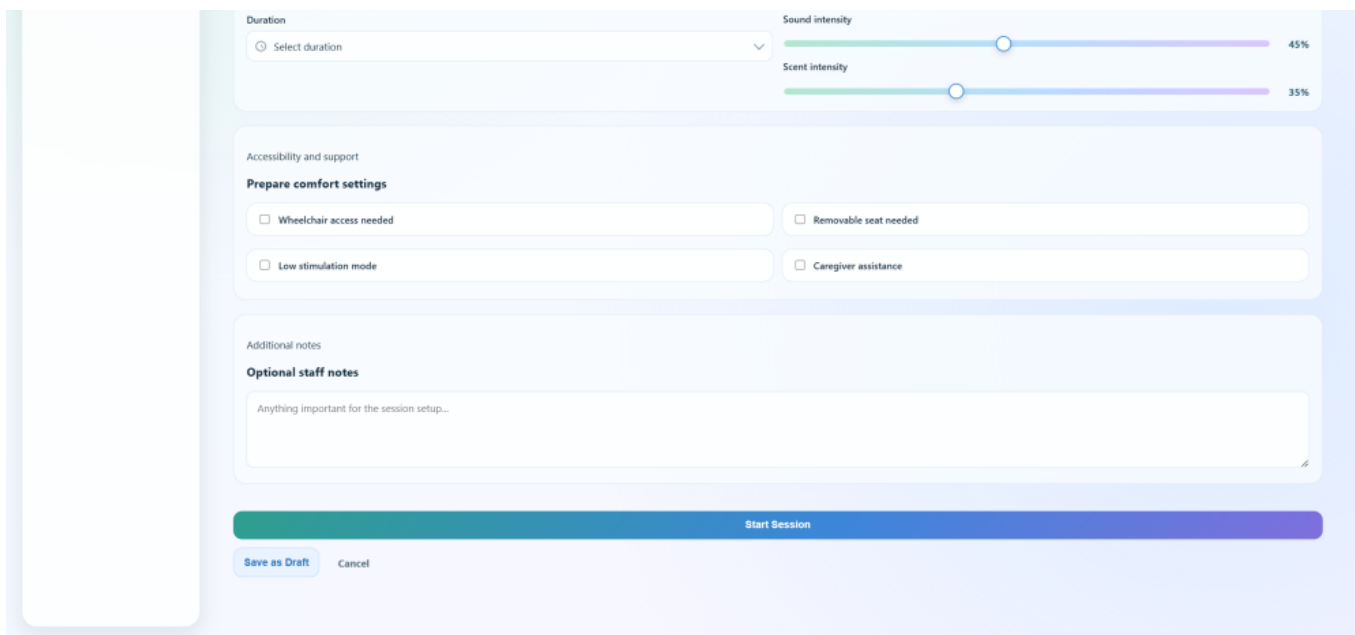 Duration
Select duration
Sound intensity
45%
Scent intensity
35%
Accessibility and support
Prepare comfort settings
Wheelchair access needed
Removable seat needed
Low stimulation mode
Caregiver assistance
Additional notes
Optional staff notes
Anything important for the session setup...
Start Session
Save as Draft
Cancel